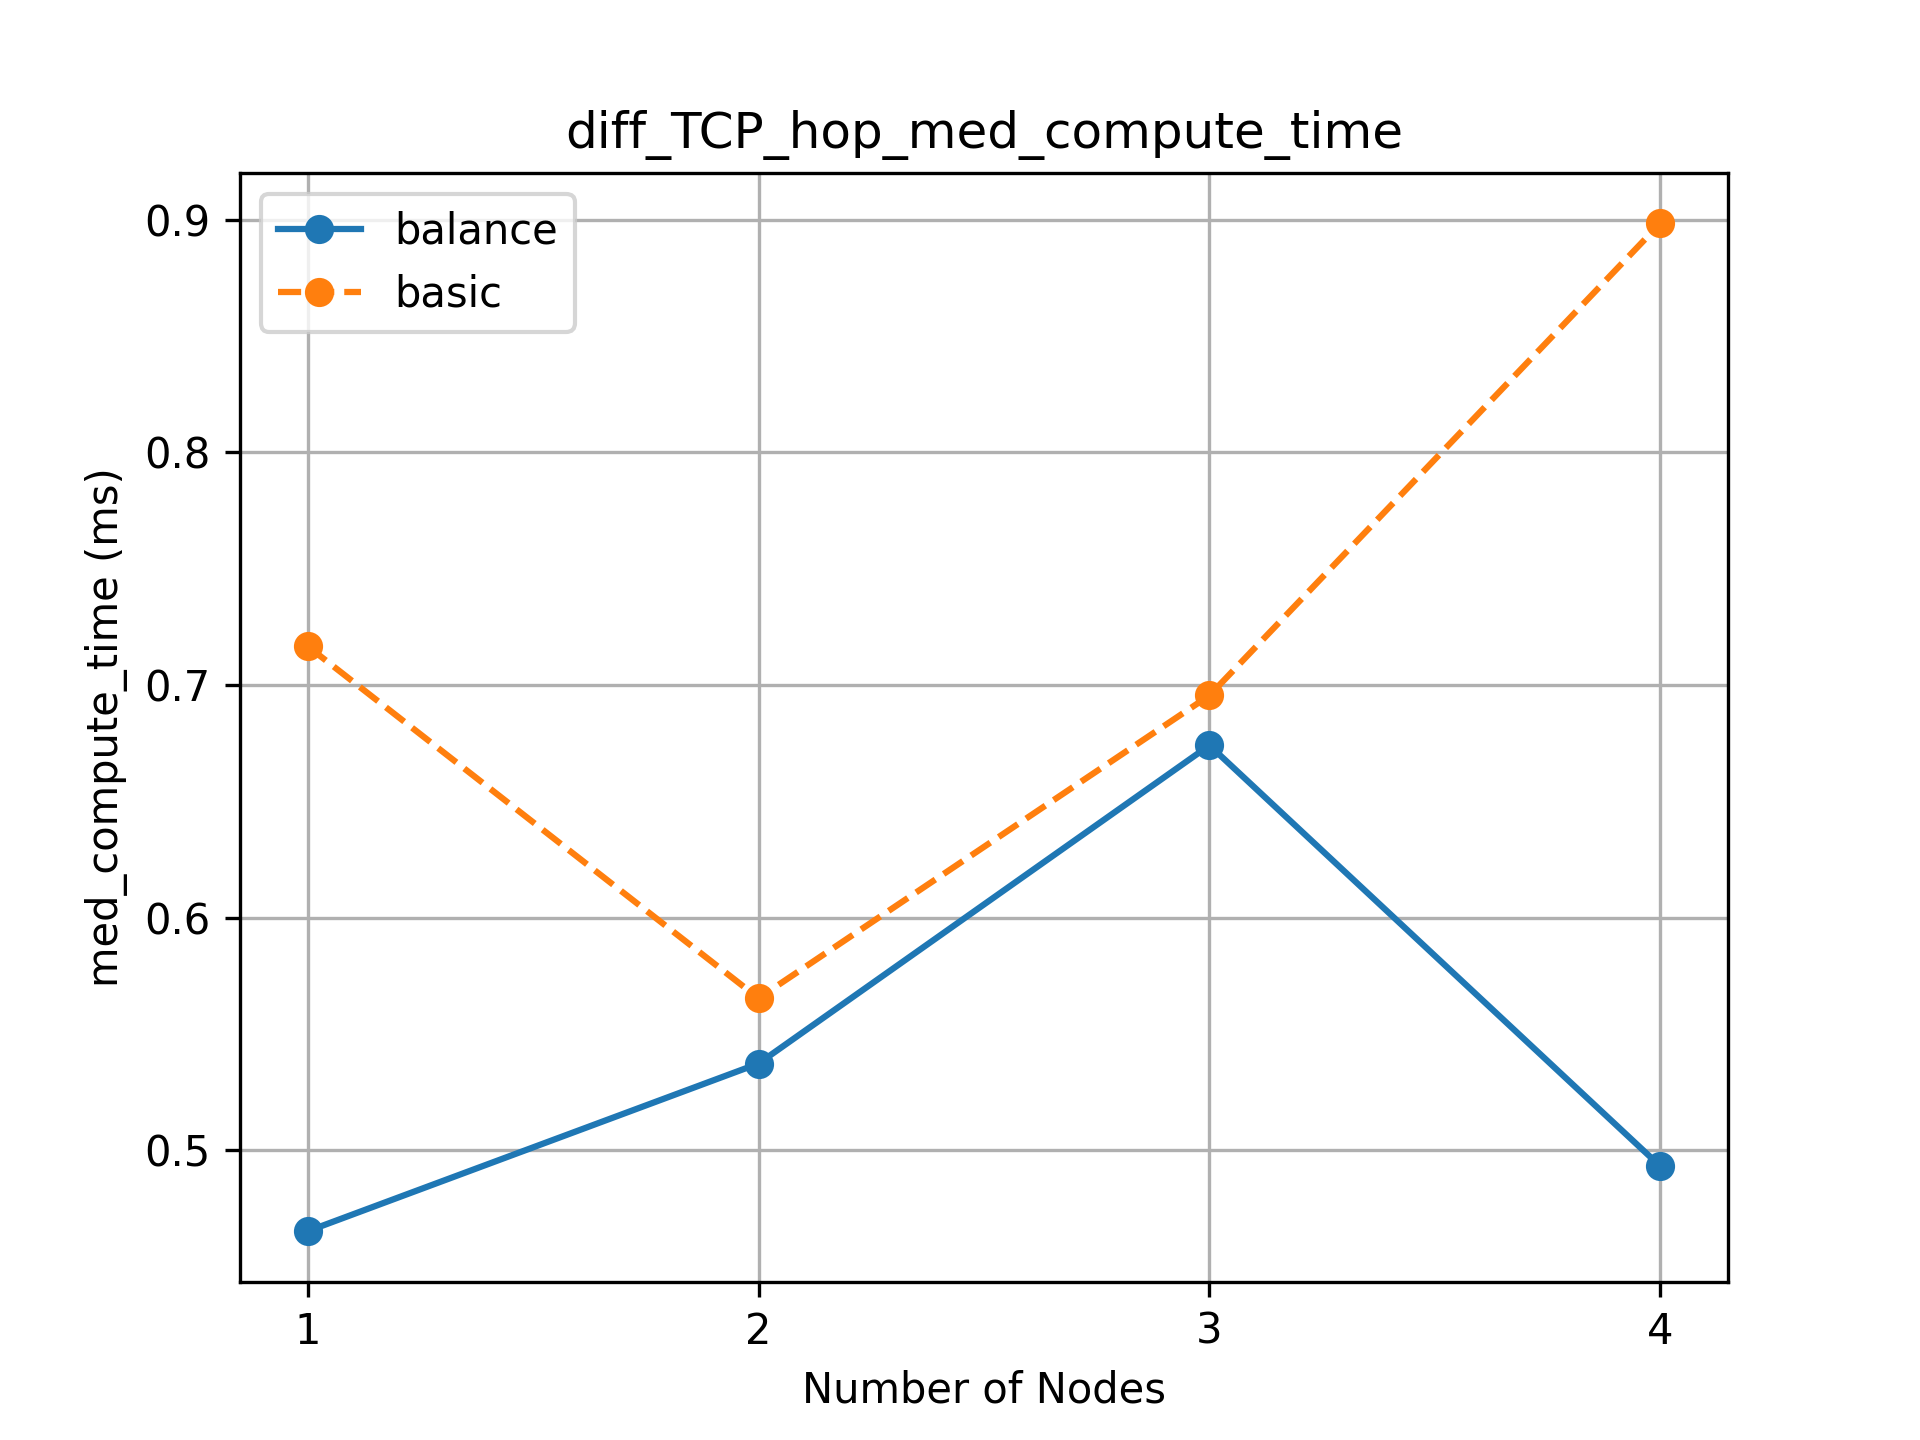 diff_TCP_hop_med_compute_time
balance
basic
med_compute_time (ms)
0.9
0.8
0.7
0.6
0.5
1 2 3 4
Number of Nodes